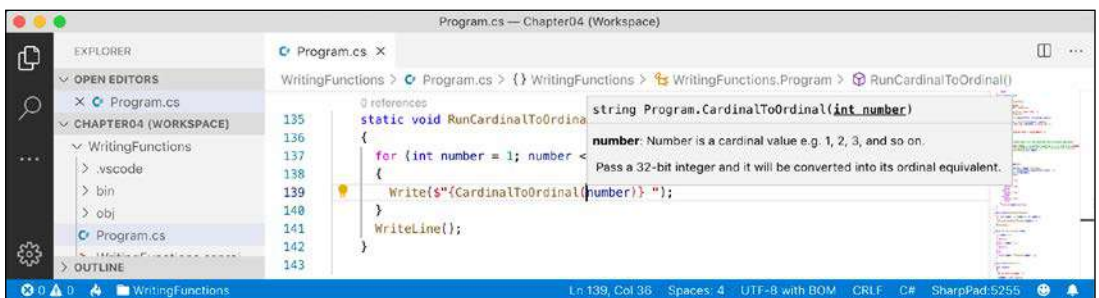 Program.cs — Chapter04 (Workspace)
EXPLORER
OPEN EDITORS
Program.cs
CHAPTER04 (WORKSPACE)
WritingFunctions
.vscode
bin
obj
Program.cs
OUTLINE
Program.cs
WritingFunctions > Program.cs > {} WritingFunctions > WritingFunctions.Program > RunCardinalToOrdinal()
0 references
135 static void RunCardinalToOrdina
136 {
137 for (int number = 1; number <
138 {
139 Write($"{CardinalToOrdinal(number)} ");
140 }
141 WriteLine();
142 }
143
string Program.CardinalToOrdinal(int number)
number: Number is a cardinal value e.g. 1, 2, 3, and so on.
Pass a 32-bit integer and it will be converted into its ordinal equivalent.
0 0 WritingFunctions Ln 139, Col 36 Spaces: 4 UTF-8 with BOM CRLF C# SharpPad:5255